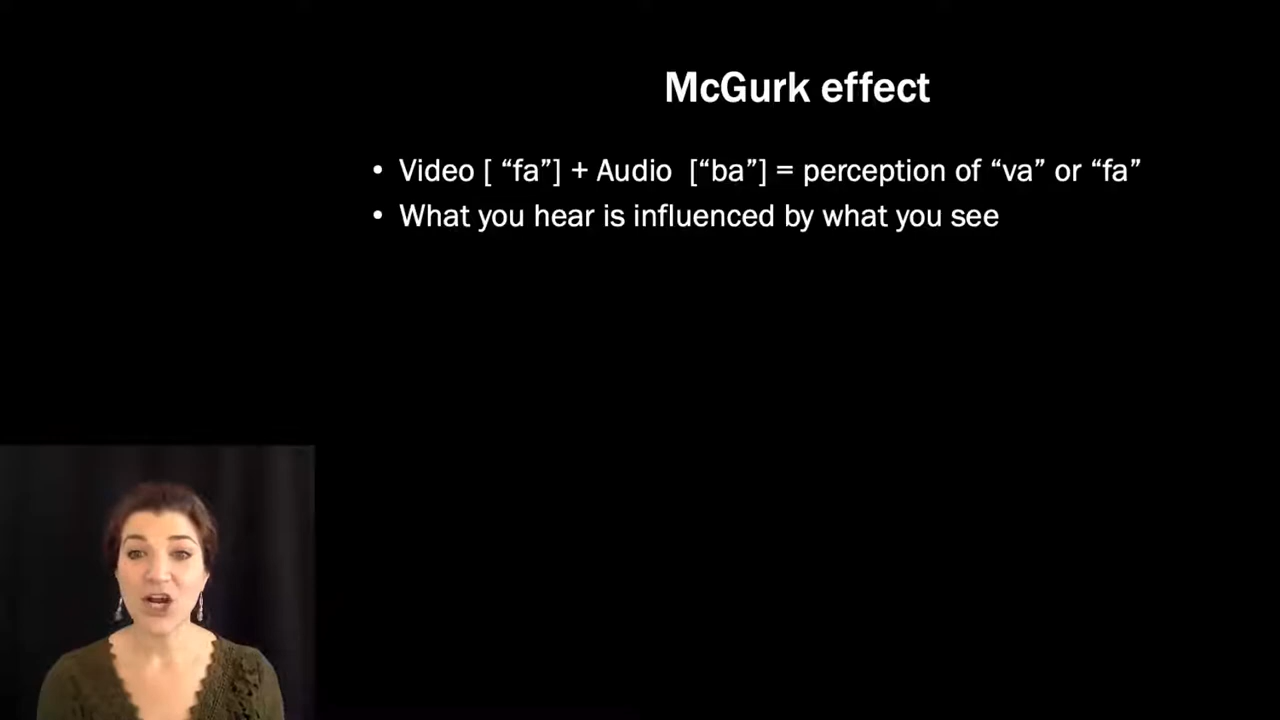 McGurk effect
• Video [ “fa”] + Audio  [“ba”] = perception of “va” or “fa”
• What you hear is influenced by what you see